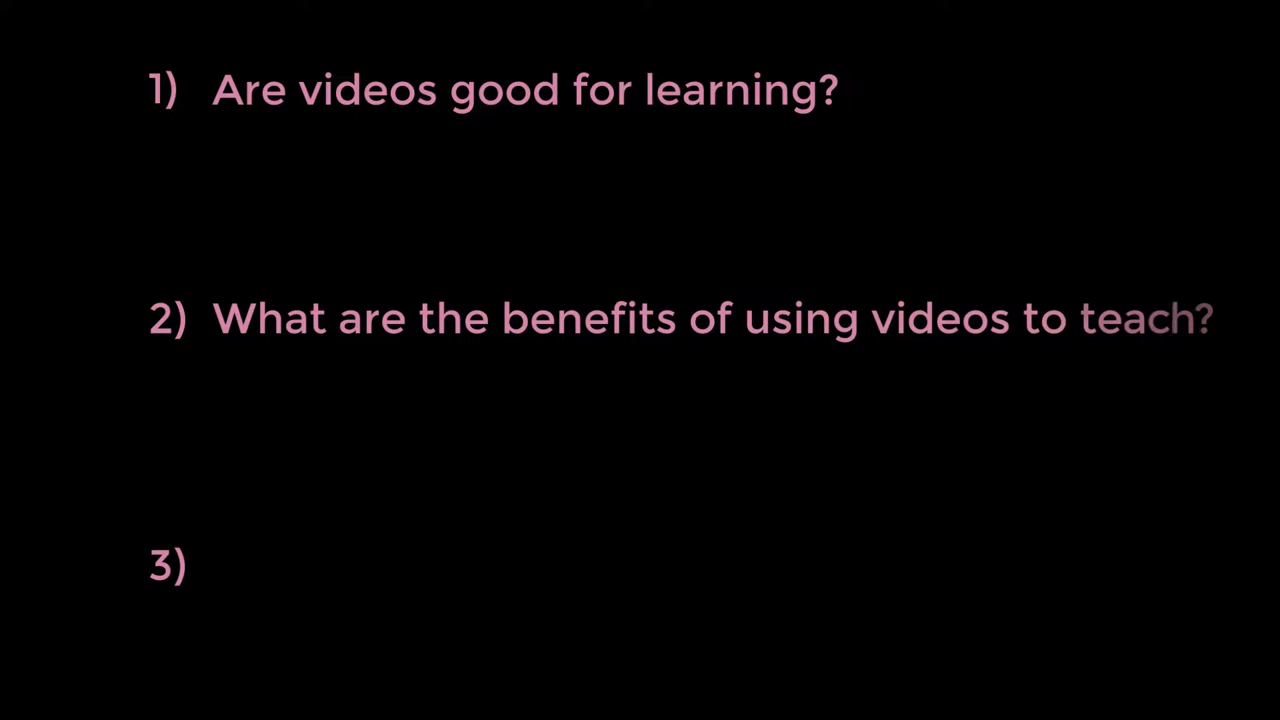 1) Are videos good for learning?
2) What are the benefits of using videos to teach?
3)